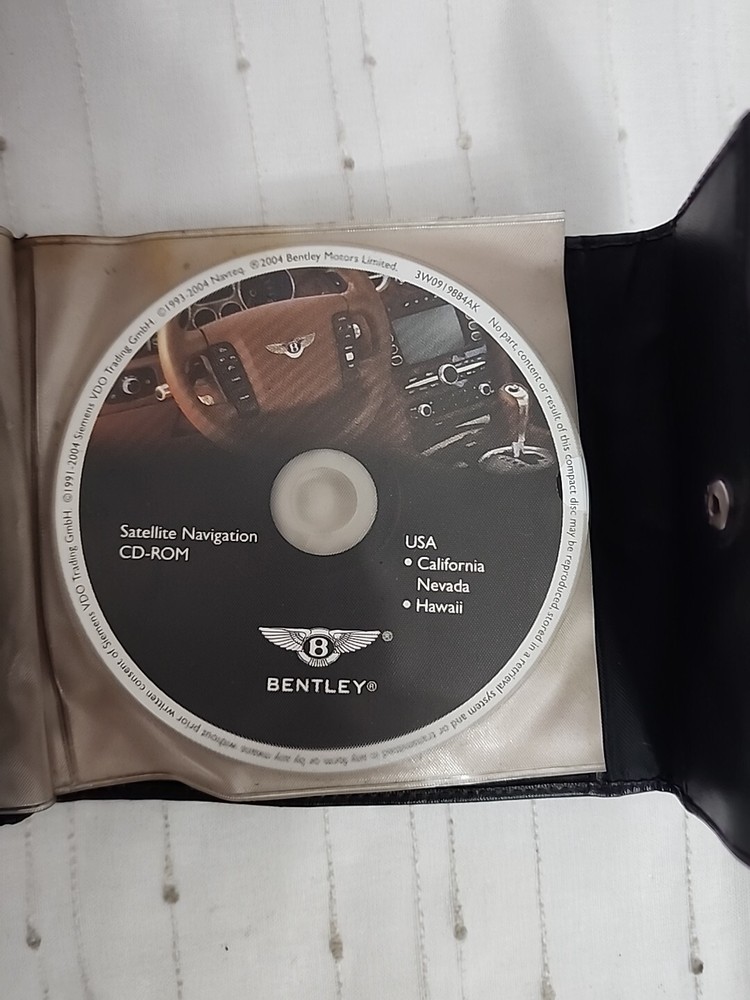 ©1991-2004 Siemens VDO Trading GmbH ©1993-2004 Navteq ®2004 Bentley Motors Limited. 3W0919884AK No part, content or result of this compact disc may be reproduced, stored in a retrieval system and or transmitted in any form or by any means without prior written consent of Siemens VDO Trading GmbH.
B
Satellite Navigation
CD-ROM
USA
• California
Nevada
• Hawaii
B®
BENTLEY®